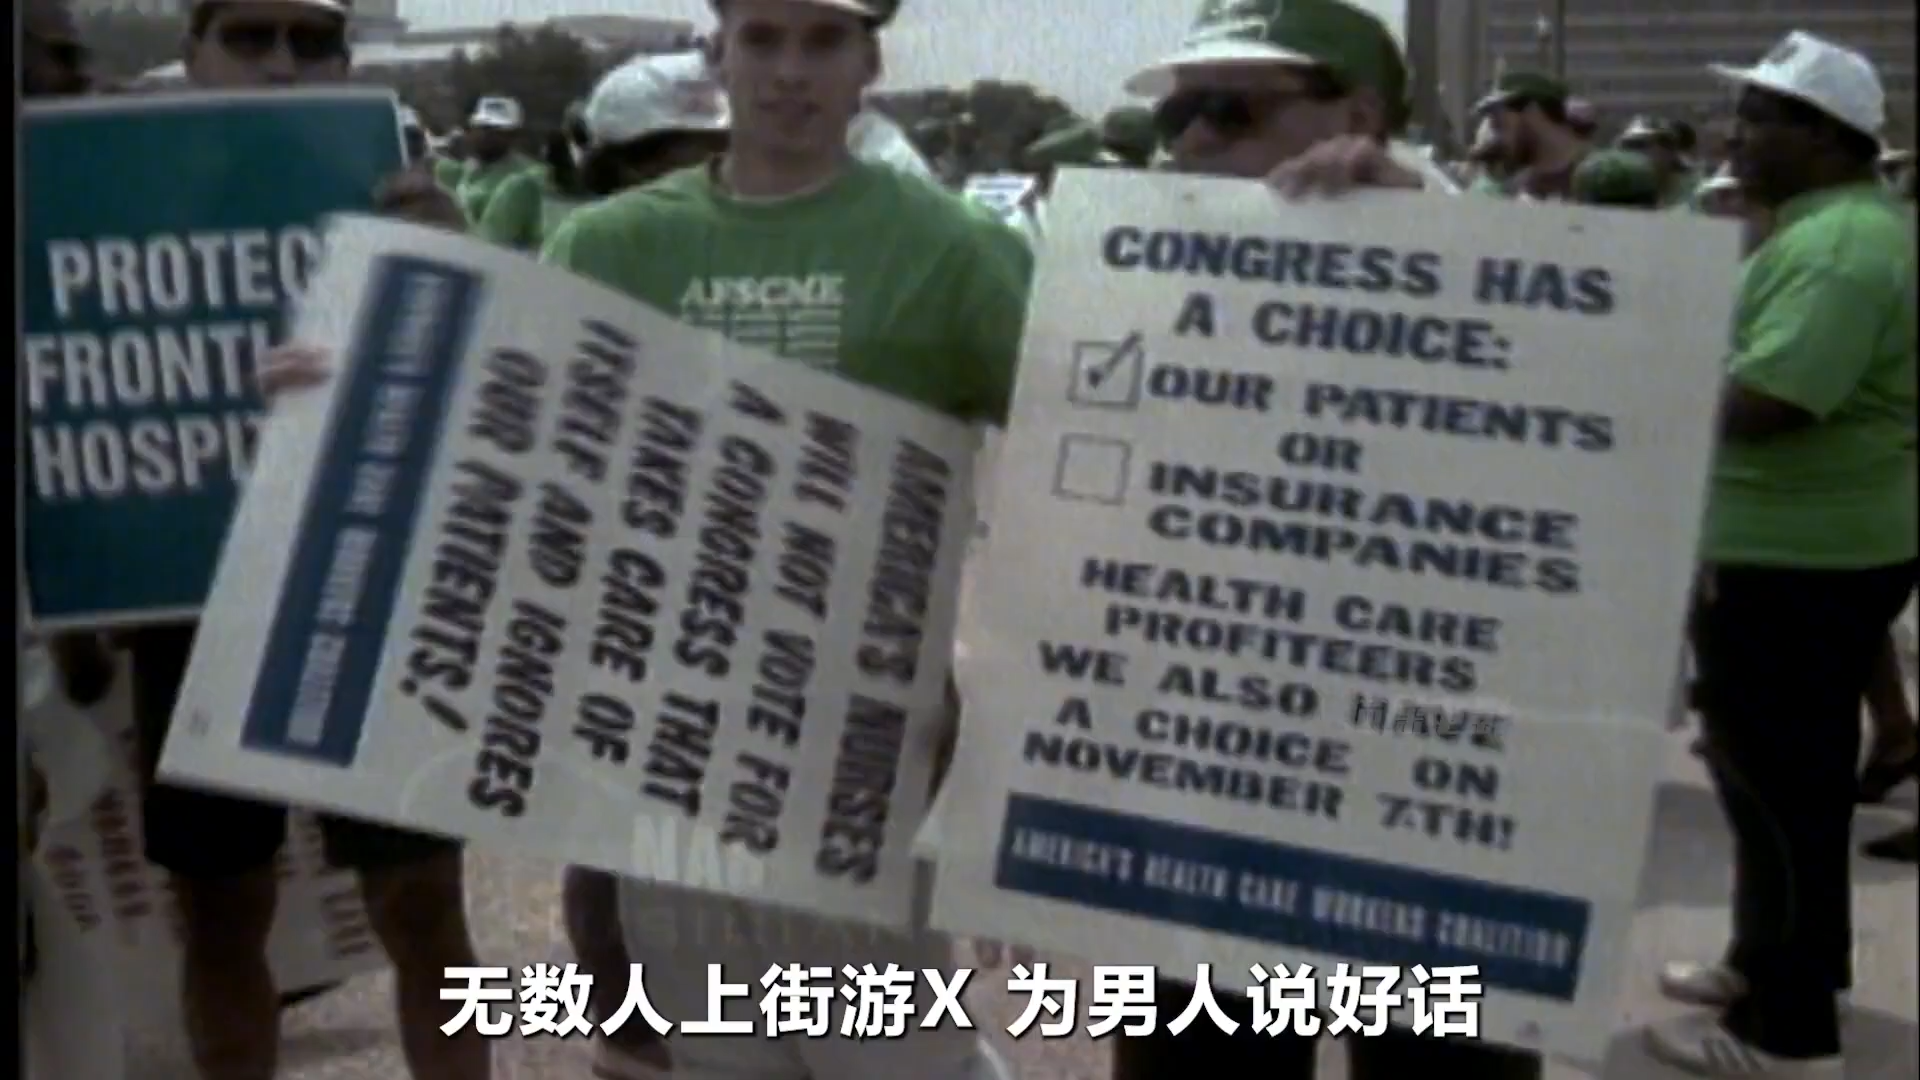 PROTEC
FRONTL
HOSPI
AFSCME
AMERICA'S NURSES
WILL NOT VOTE FOR
A CONGRESS THAT
TAKES CARE OF
ITSELF AND IGNORES
OUR PATIENTS!
CONGRESS HAS
A CHOICE:
OUR PATIENTS
OR
INSURANCE
COMPANIES
HEALTH CARE
PROFITEERS
WE ALSO HAVE
A CHOICE ON
NOVEMBER 7TH!
AMERICA'S HEALTH CARE WORKERS COALITION
无数人上街游X 为男人说好话